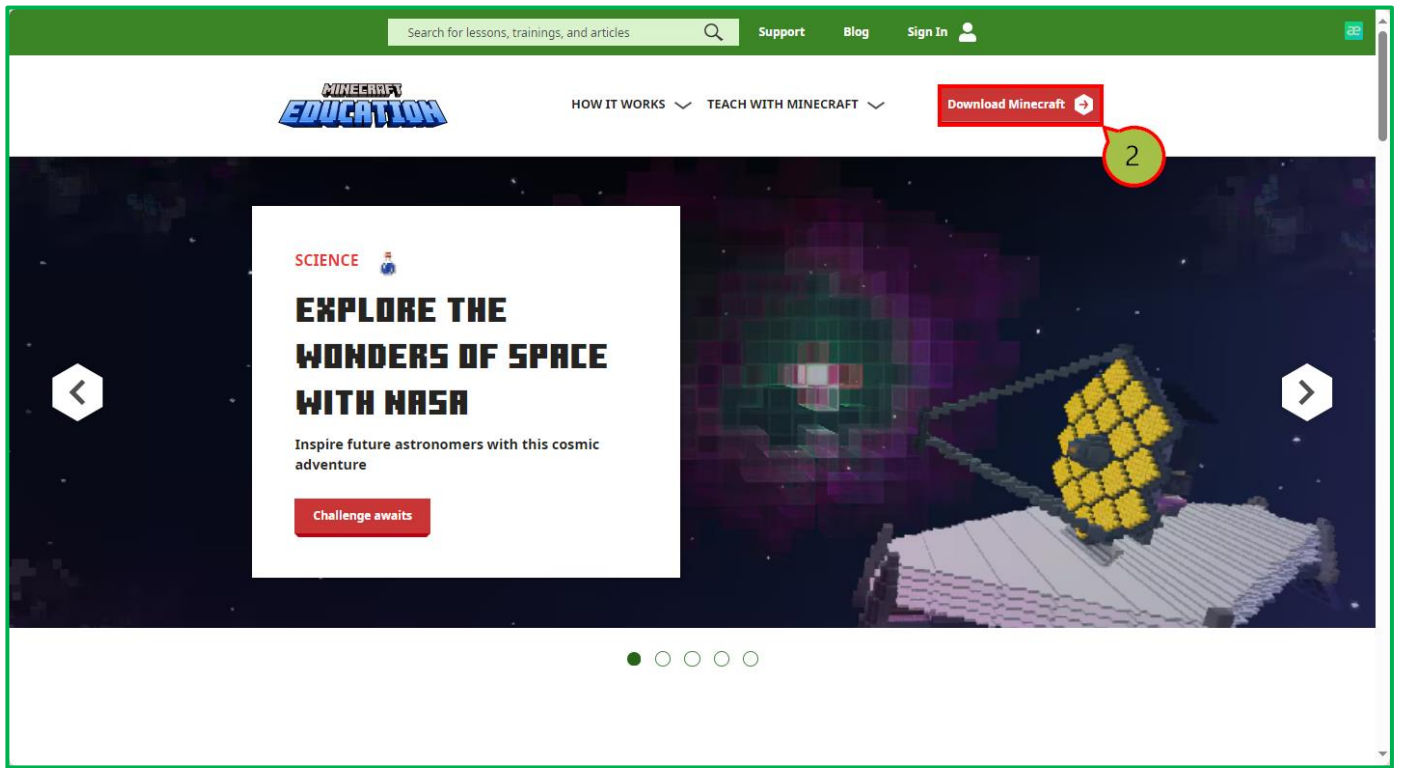 Search for lessons, trainings, and articles Support Blog Sign In æ
MINECRAFT
EDUCATION
HOW IT WORKS TEACH WITH MINECRAFT Download Minecraft
2
SCIENCE
EXPLORE THE
WONDERS OF SPACE
WITH NASA
Inspire future astronomers with this cosmic
adventure
Challenge awaits